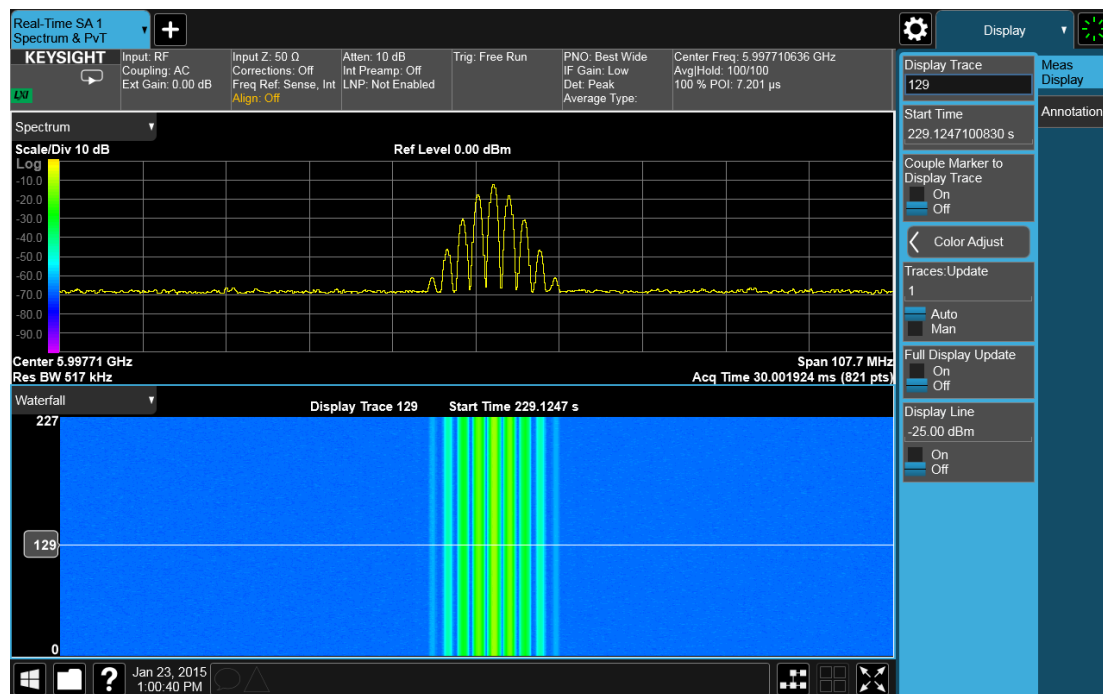 Real-Time SA 1
Spectrum & PvT
+
Display
KEYSIGHT
LXI
Input: RF
Coupling: AC
Ext Gain: 0.00 dB
Input Z: 50 Ω
Corrections: Off
Freq Ref: Sense, Int
Align: Off
Atten: 10 dB
Int Preamp: Off
LNP: Not Enabled
Trig: Free Run
PNO: Best Wide
IF Gain: Low
Det: Peak
Average Type:
Center Freq: 5.997710636 GHz
Avg|Hold: 100/100
100 % POI: 7.201 µs
Spectrum
Scale/Div 10 dB
Ref Level 0.00 dBm
Log
-10.0
-20.0
-30.0
-40.0
-50.0
-60.0
-70.0
-80.0
-90.0
Center 5.99771 GHz
Span 107.7 MHz
Res BW 517 kHz
Acq Time 30.001924 ms (821 pts)
Waterfall
Display Trace 129 Start Time 229.1247 s
227
129
0
Display Trace
129
Start Time
229.1247100830 s
Couple Marker to
Display Trace
On
Off
Color Adjust
Traces:Update
1
Auto
Man
Full Display Update
On
Off
Display Line
-25.00 dBm
On
Off
Meas
Display
Annotation
?
Jan 23, 2015
1:00:40 PM